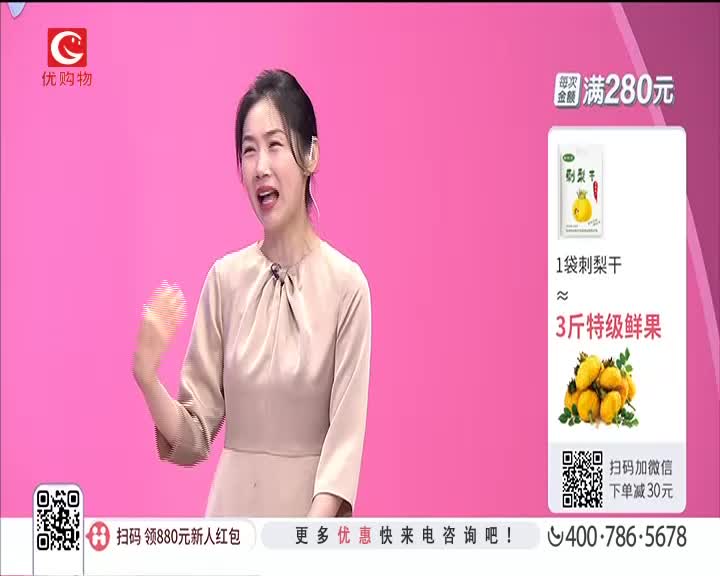 优购物
每次
金额
满280元
刺梨干
1袋刺梨干
≈
3斤特级鲜果
扫码加微信
下单减30元
扫码 领880元新人红包
更多优惠快来电咨询吧！
400-786-5678